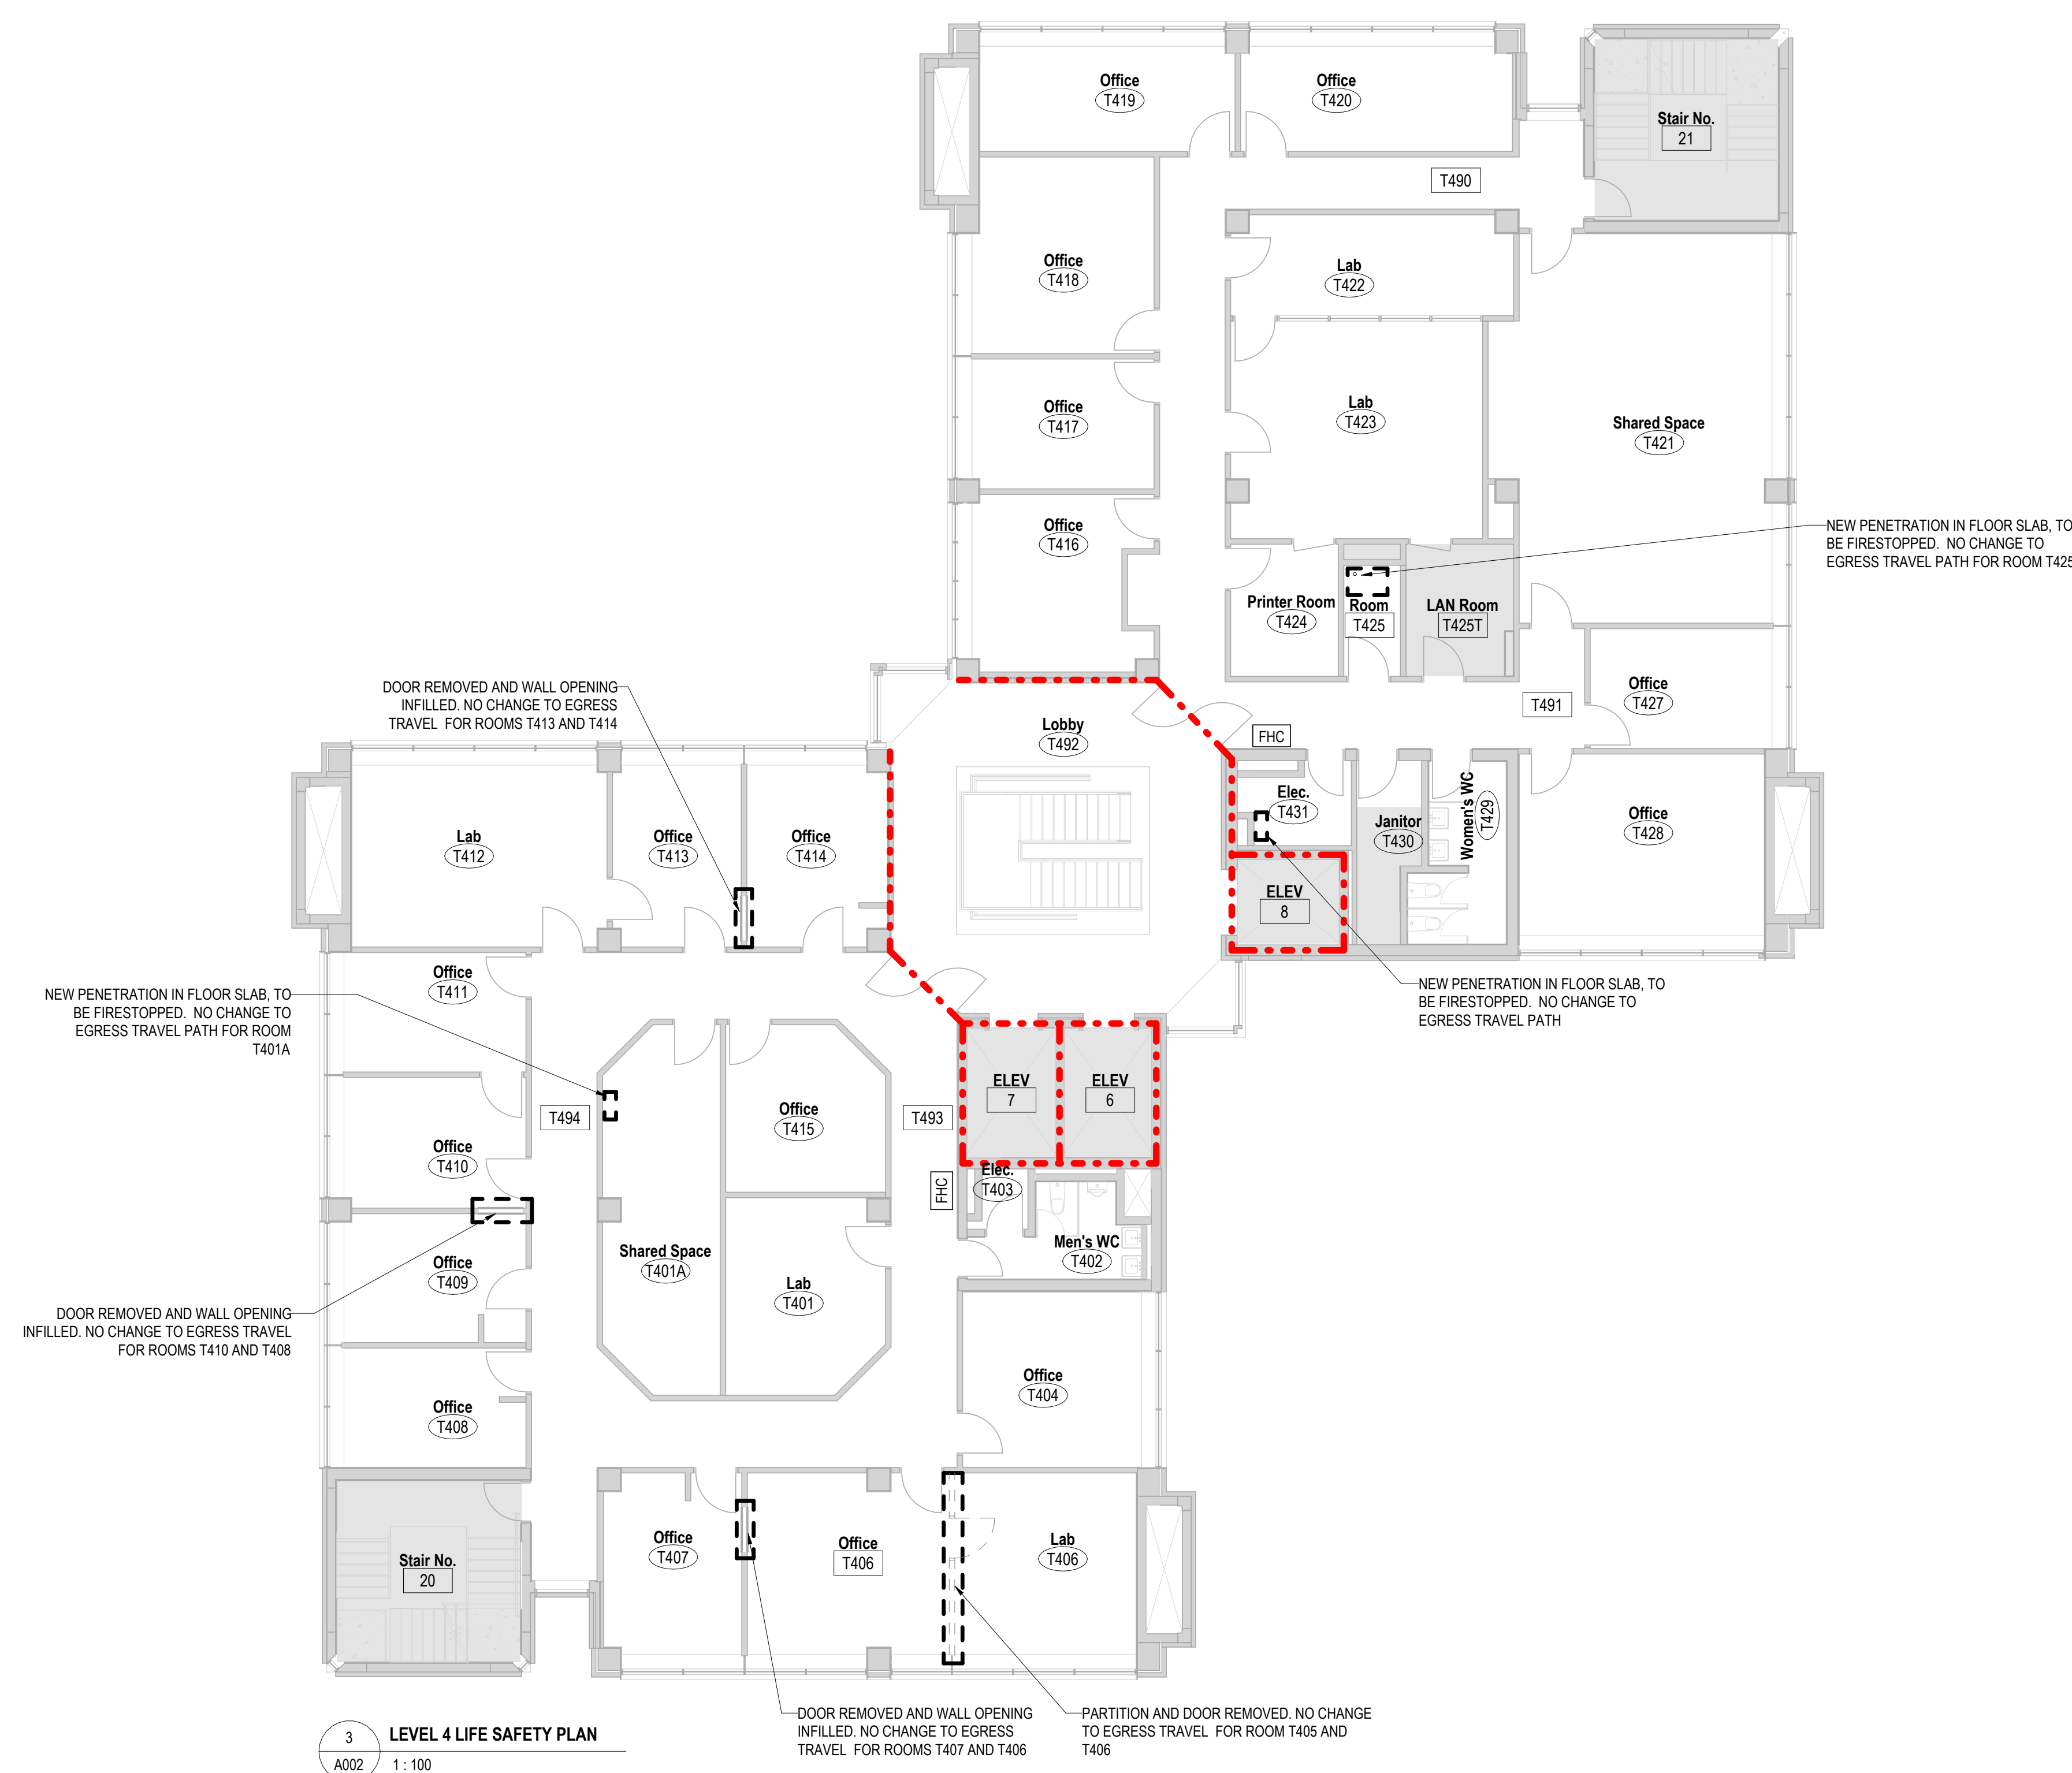 Office
T419
Office
T420
Stair No.
21
T490
Office
T418
Lab
T422
Office
T417
Lab
T423
Shared Space
T421
Office
T416
NEW PENETRATION IN FLOOR SLAB, TO
BE FIRESTOPPED.  NO CHANGE TO
EGRESS TRAVEL PATH FOR ROOM T425
Printer Room
T424
Room
T425
LAN Room
T425T
DOOR REMOVED AND WALL OPENING
INFILLED. NO CHANGE TO EGRESS
TRAVEL  FOR ROOMS T413 AND T414
Office
T427
T491
Lobby
T492
FHC
Elec.
T431
Janitor
T430
Women's WC
T429
Office
T428
Lab
T412
Office
T413
Office
T414
ELEV
8
Office
T411
NEW PENETRATION IN FLOOR SLAB, TO
BE FIRESTOPPED.  NO CHANGE TO
EGRESS TRAVEL PATH FOR ROOM
T401A
NEW PENETRATION IN FLOOR SLAB, TO
BE FIRESTOPPED.  NO CHANGE TO
EGRESS TRAVEL PATH
T494
Office
T415
T493
ELEV
7
ELEV
6
Office
T410
Elec.
T403
FHC
Men's WC
T402
Shared Space
T401A
Office
T409
Lab
T401
DOOR REMOVED AND WALL OPENING
INFILLED. NO CHANGE TO EGRESS TRAVEL
FOR ROOMS T410 AND T408
Office
T404
Office
T408
Stair No.
20
Office
T407
Office
T406
Lab
T406
DOOR REMOVED AND WALL OPENING
INFILLED. NO CHANGE TO EGRESS
TRAVEL  FOR ROOMS T407 AND T406
PARTITION AND DOOR REMOVED. NO CHANGE
TO EGRESS TRAVEL  FOR ROOM T405 AND
T406
3
A002
LEVEL 4 LIFE SAFETY PLAN
1 : 100